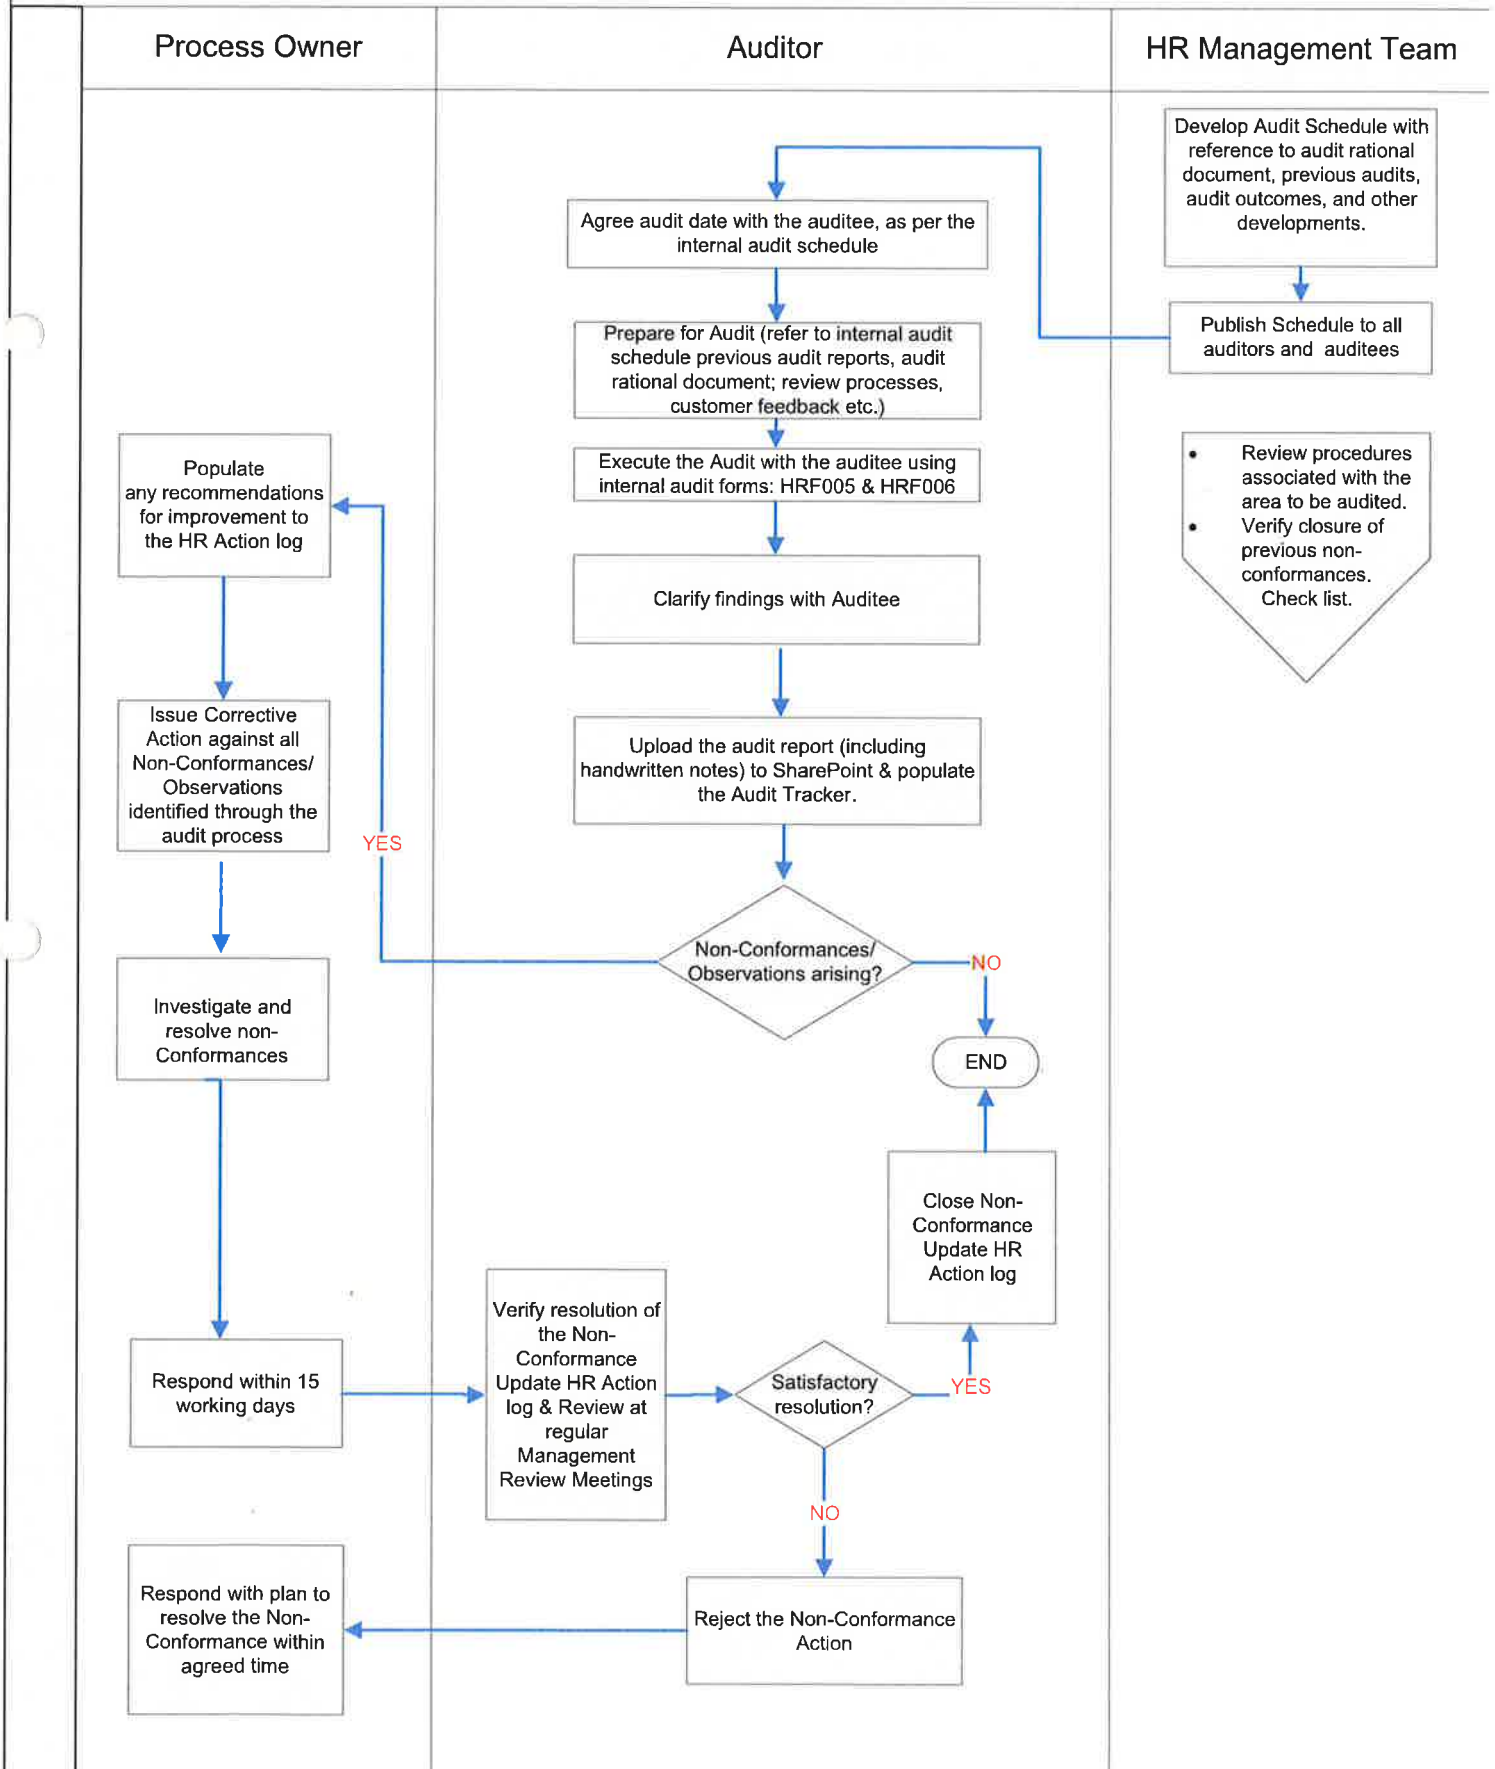 Process Owner
Auditor
HR Management Team
Develop Audit Schedule with
reference to audit rational
document, previous audits,
audit outcomes, and other
developments.
Publish Schedule to all
auditors and auditees
Agree audit date with the auditee, as per the
internal audit schedule
Prepare for Audit (refer to internal audit
schedule previous audit reports, audit
rational document; review processes,
customer feedback etc.)
Execute the Audit with the auditee using
internal audit forms: HRF005 & HRF006
Clarify findings with Auditee
Upload the audit report (including
handwritten notes) to SharePoint & populate
the Audit Tracker.
• Review procedures
associated with the
area to be audited.
• Verify closure of
previous non-
conformances.
Check list.
Non-Conformances/
Observations arising?
YES
NO
END
Populate
any recommendations
for improvement to
the HR Action log
Issue Corrective
Action against all
Non-Conformances/
Observations
identified through the
audit process
Investigate and
resolve non-
Conformances
Respond within 15
working days
Verify resolution of
the Non-
Conformance
Update HR Action
log & Review at
regular
Management
Review Meetings
Satisfactory
resolution?
YES
Close Non-
Conformance
Update HR
Action log
NO
Reject the Non-Conformance
Action
Respond with plan to
resolve the Non-
Conformance within
agreed time